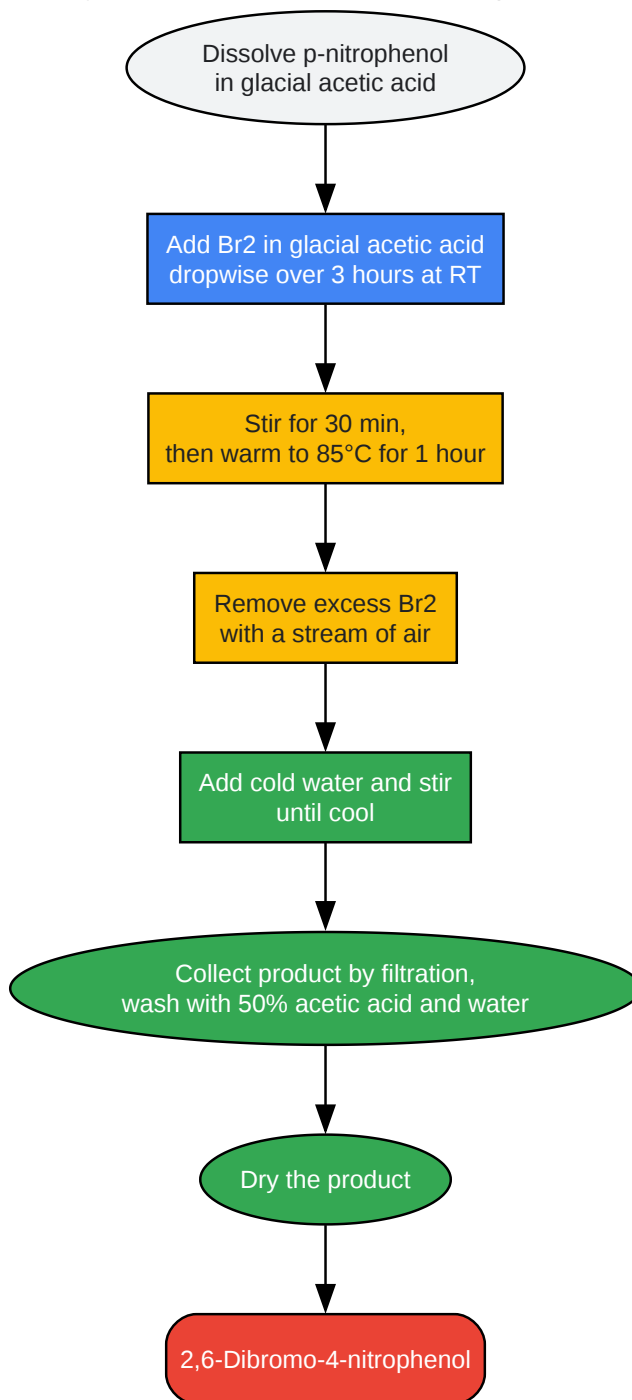 Dissolve p-nitrophenol
in glacial acetic acid
Add Br2 in glacial acetic acid
dropwise over 3 hours at RT
Stir for 30 min,
then warm to 85°C for 1 hour
Remove excess Br2
with a stream of air
Add cold water and stir
until cool
Collect product by filtration,
wash with 50% acetic acid and water
Dry the product
2,6-Dibromo-4-nitrophenol